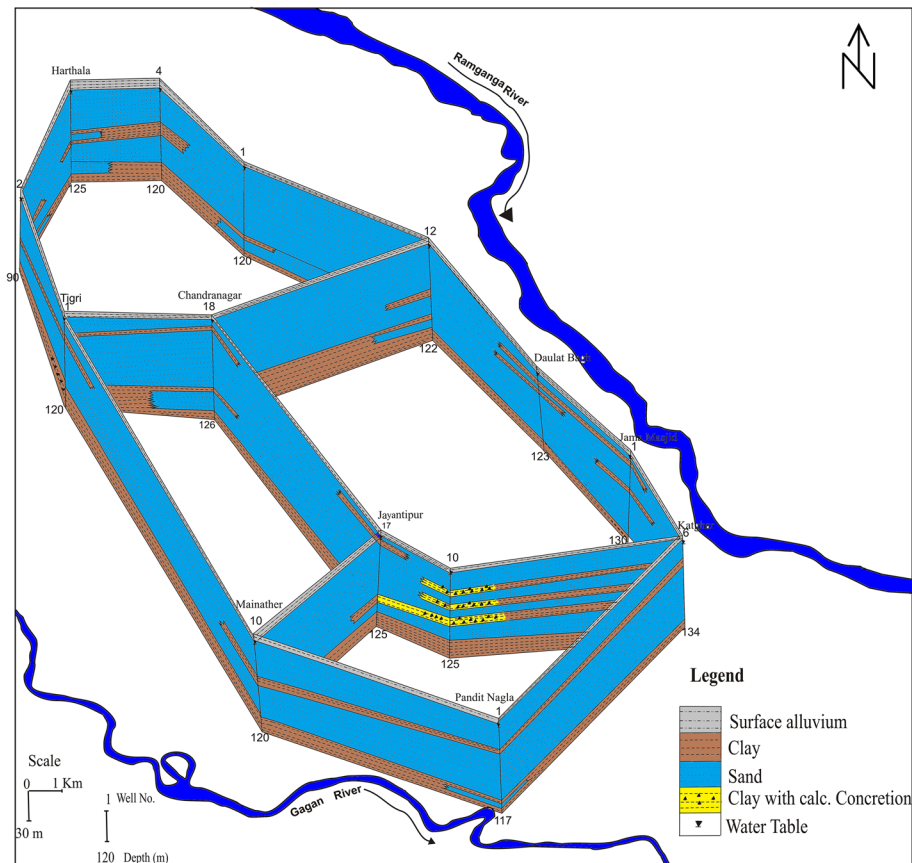 N
Ramganga River
Harthala
4
1
2
125
120
12
120
90
Tjgri
1
Chandranagar
18
122
Daulat Bagh
120
126
123
Jama Masjid
1
Jayantipur
17
130
Katghar
6
10
Mainather
10
125
125
134
Pandit Nagla
1
120
117
Gagan River
Scale
0 1 Km
30 m
1 Well No.
120 Depth (m)
Legend
Surface alluvium
Clay
Sand
Clay with calc. Concretion
Water Table